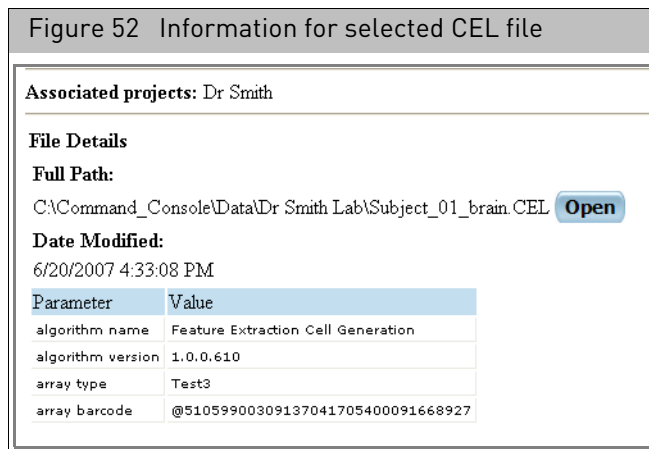 Figure 52 Information for selected CEL file
Associated projects: Dr Smith
File Details
Full Path:
C:\Command_Console\Data\Dr Smith Lab\Subject_01_brain.CEL Open
Date Modified:
6/20/2007 4:33:08 PM
Parameter Value
algorithm name Feature Extraction Cell Generation
algorithm version 1.0.0.610
array type Test3
array barcode @51059900309137041705400091668927